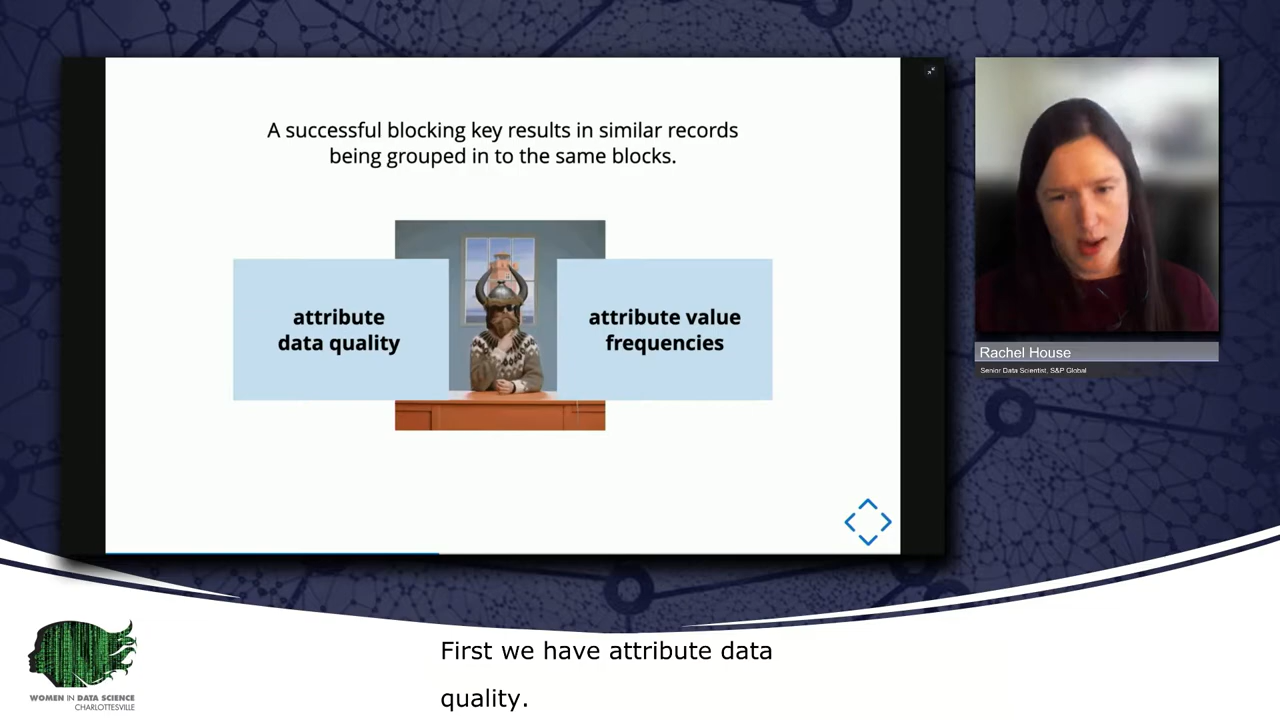 A successful blocking key results in similar records
being grouped in to the same blocks.
attribute
data quality
attribute value
frequencies
Rachel House
Senior Data Scientist, S&P Global
First we have attribute data
quality.
WOMEN IN DATA SCIENCE
CHARLOTTESVILLE